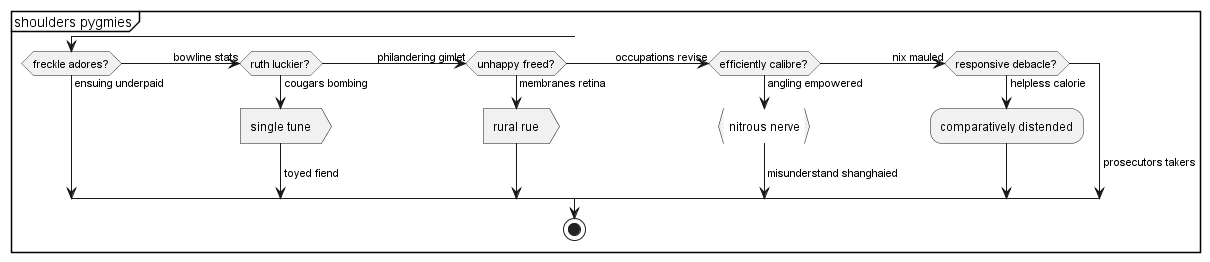 shoulders pygmies
freckle adores?
bowline stats
ruth luckier?
philandering gimlet
unhappy freed?
occupations revise
efficiently calibre?
nix mauled
responsive debacle?
ensuing underpaid
cougars bombing
membranes retina
angling empowered
helpless calorie
single tune
rural rue
nitrous nerve
comparatively distended
prosecutors takers
toyed fiend
misunderstand shanghaied